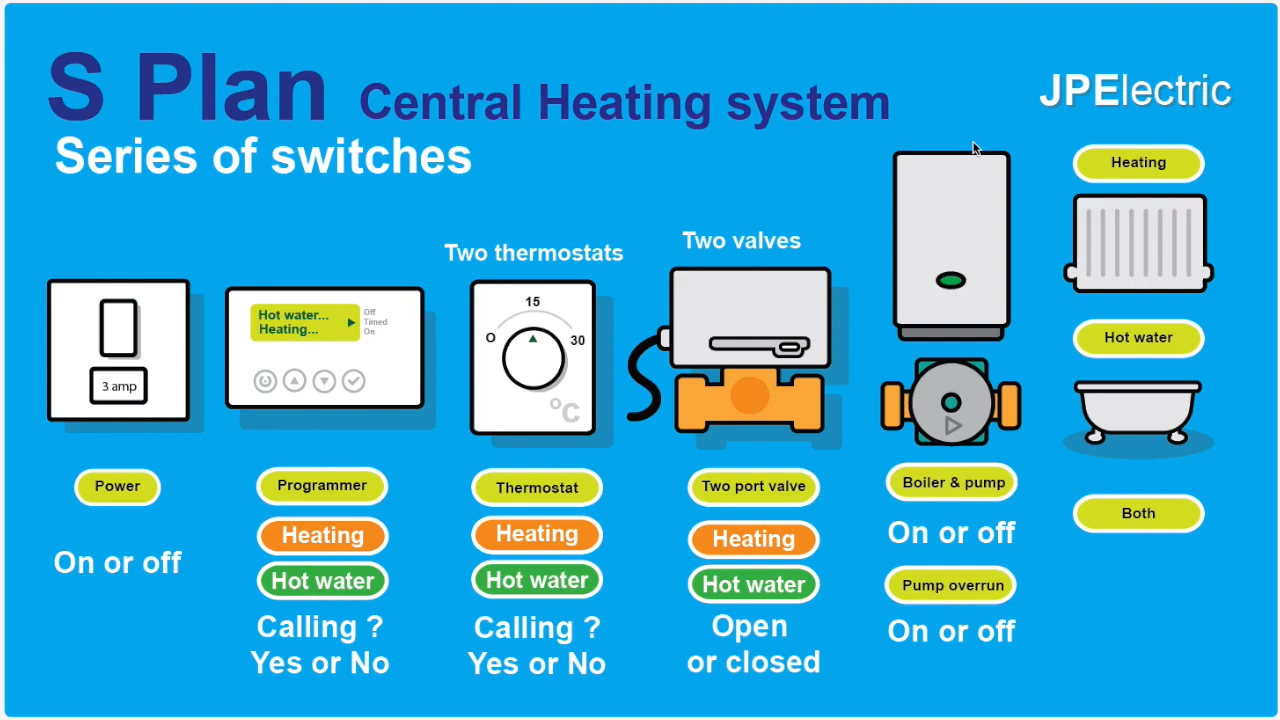 S Plan Central Heating system
JPElectric
Series of switches
Two thermostats
Two valves
Heating
Hot water
Both
3 amp
Hot water...
Heating...
Off
Timed
On
15
O
30
°C
Power
On or off
Programmer
Heating
Hot water
Calling ?
Yes or No
Thermostat
Heating
Hot water
Calling ?
Yes or No
Two port valve
Heating
Hot water
Open
or closed
Boiler & pump
On or off
Pump overrun
On or off